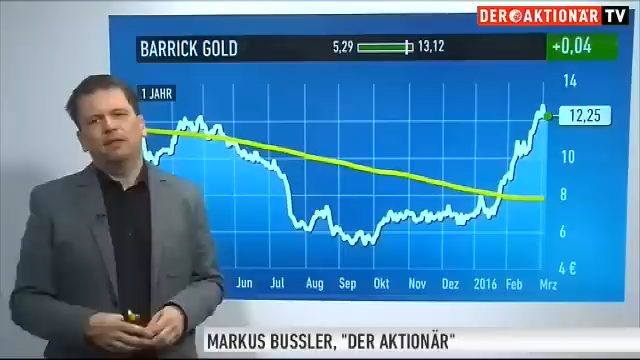 DER AKTIONÄR TV
BARRICK GOLD 5,29 13,12 +0,04
1 JAHR
14
12,25
10
8
6
4 €
Jun Jul Aug Sep Okt Nov Dez 2016 Feb Mrz
MARKUS BUSSLER, "DER AKTIONÄR"